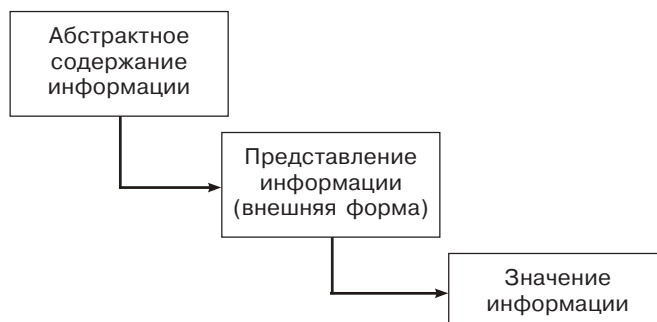 Абстрактное
содержание
информации
Представление
информации
(внешняя форма)
Значение
информации